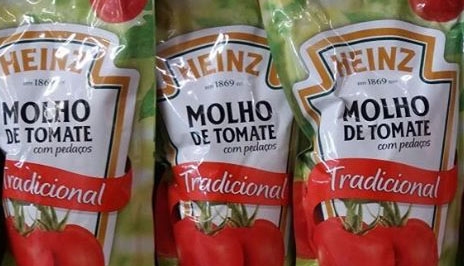 HEINZ
1869
MOLHO
DE TOMATE
com pedaços
Tradicional
HEINZ
1869
MOLHO
DE TOMATE
com pedaços
Tradicional
HEINZ
1869
MOLHO
DE TOMATE
com pedaços
Tradicional